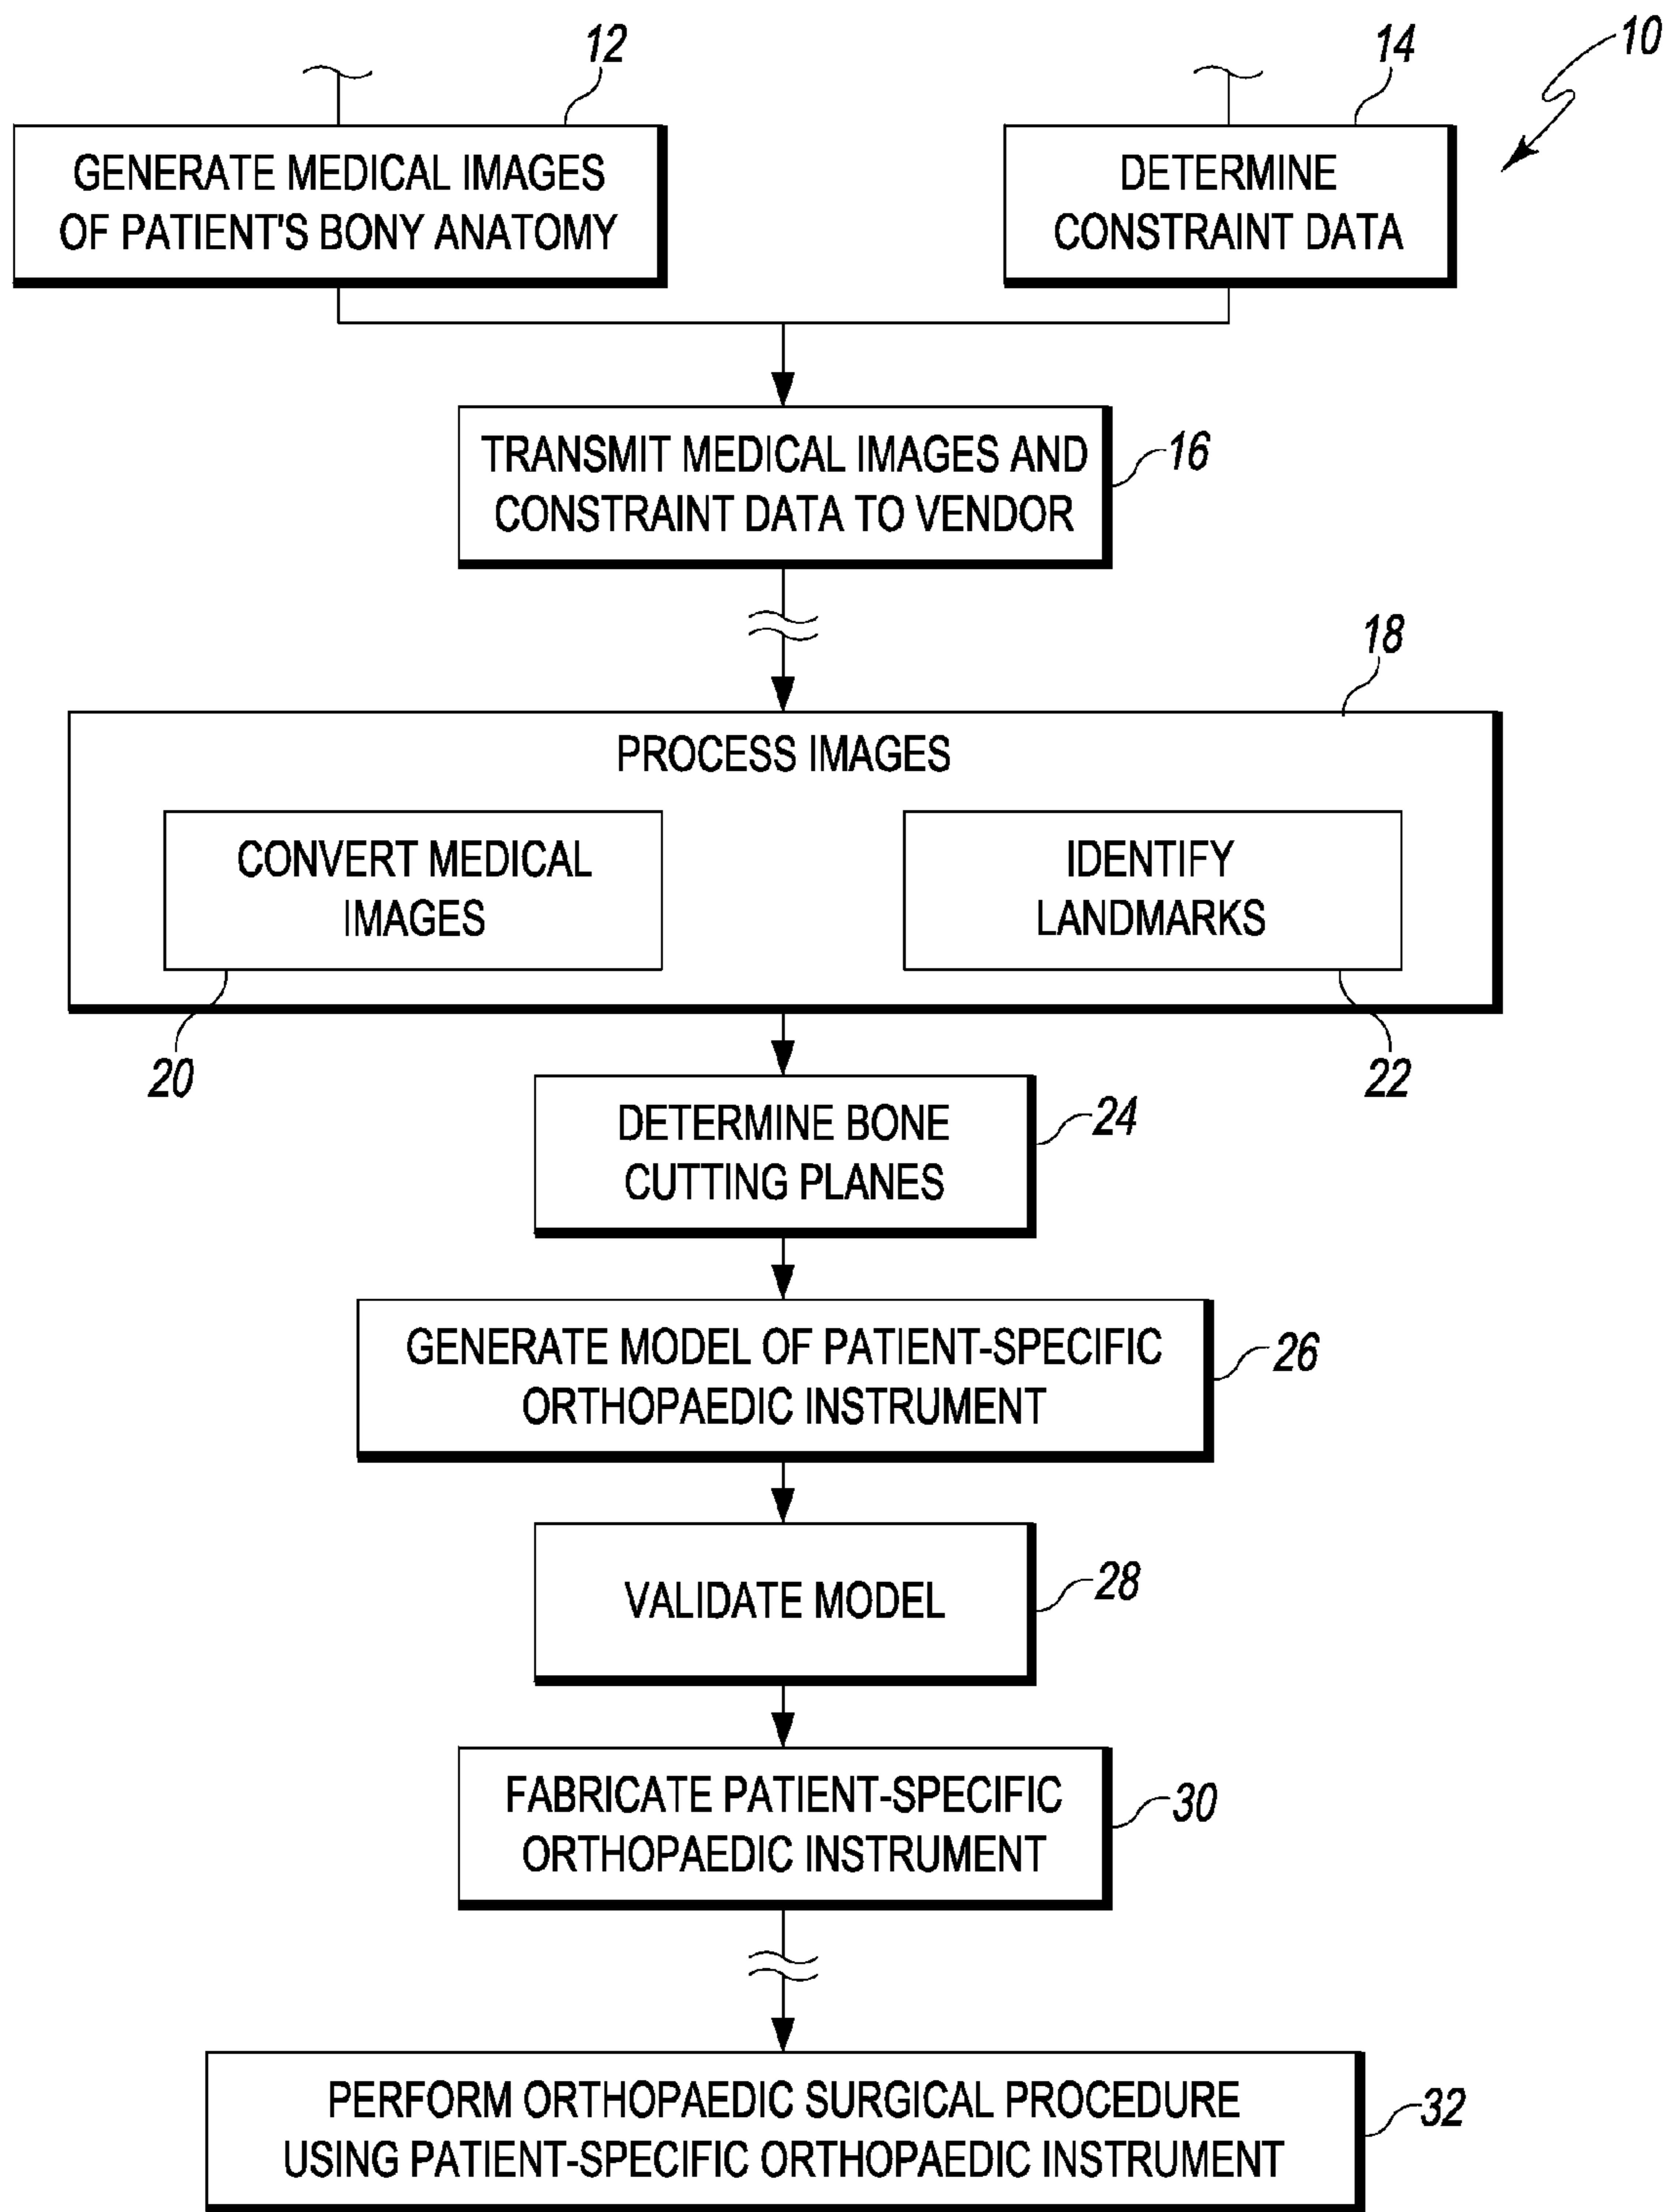 12
14
10
GENERATE MEDICAL IMAGES
OF PATIENT'S BONY ANATOMY
DETERMINE
CONSTRAINT DATA
TRANSMIT MEDICAL IMAGES AND
CONSTRAINT DATA TO VENDOR
16
18
PROCESS IMAGES
CONVERT MEDICAL
IMAGES
IDENTIFY
LANDMARKS
20
22
DETERMINE BONE
CUTTING PLANES
24
GENERATE MODEL OF PATIENT-SPECIFIC
ORTHOPAEDIC INSTRUMENT
26
VALIDATE MODEL
28
FABRICATE PATIENT-SPECIFIC
ORTHOPAEDIC INSTRUMENT
30
PERFORM ORTHOPAEDIC SURGICAL PROCEDURE
USING PATIENT-SPECIFIC ORTHOPAEDIC INSTRUMENT
32